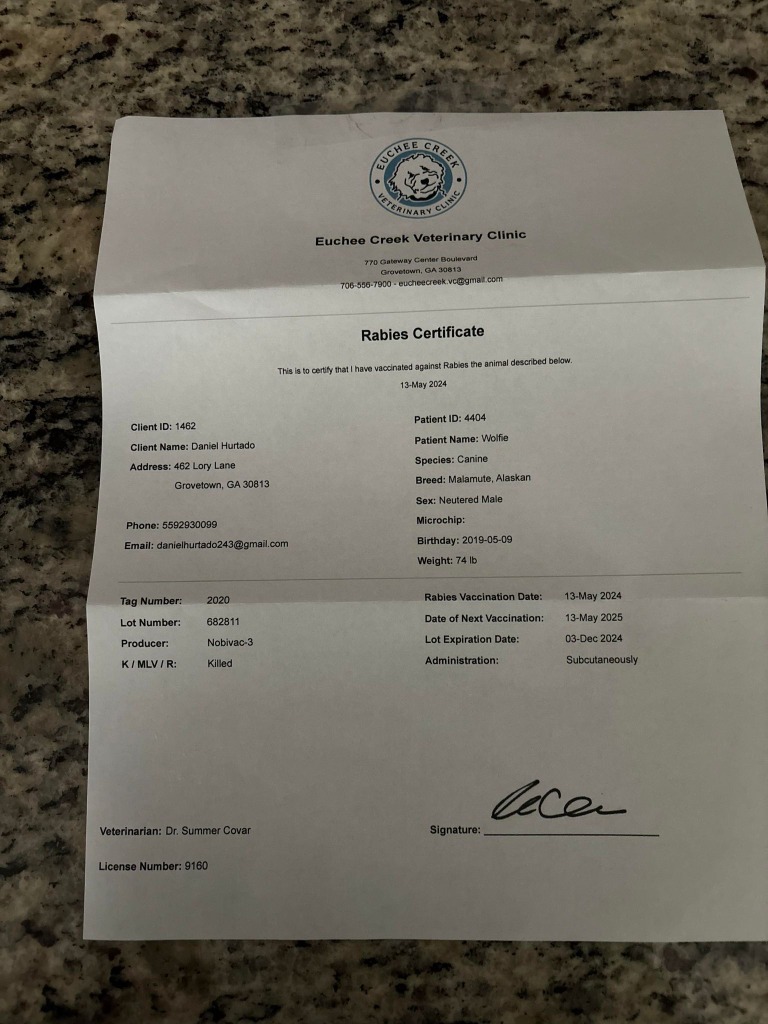 EUCHEE CREEK
VETERINARY CLINIC
Euchee Creek Veterinary Clinic
770 Gateway Center Boulevard
Grovetown, GA 30813
706-556-7900 - eucheecreek.vc@gmail.com
Rabies Certificate
This is to certify that I have vaccinated against Rabies the animal described below.
13-May 2024
Client ID: 1462
Client Name: Daniel Hurtado
Address: 462 Lory Lane
Grovetown, GA 30813
Phone: 5592930099
Email: danielhurtado243@gmail.com
Patient ID: 4404
Patient Name: Wolfie
Species: Canine
Breed: Malamute, Alaskan
Sex: Neutered Male
Microchip:
Birthday: 2019-05-09
Weight: 74 lb
Tag Number: 2020
Lot Number: 682811
Producer: Nobivac-3
K / MLV / R: Killed
Rabies Vaccination Date: 13-May 2024
Date of Next Vaccination: 13-May 2025
Lot Expiration Date: 03-Dec 2024
Administration: Subcutaneously
Veterinarian: Dr. Summer Covar
Signature:
License Number: 9160